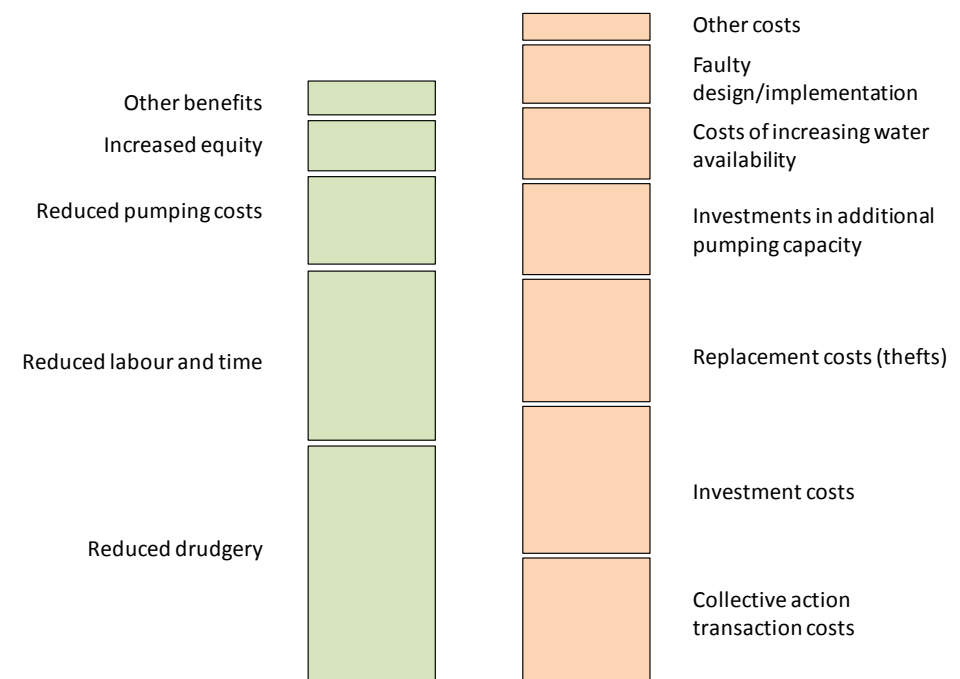 Other benefits
Increased equity
Reduced pumping costs
Reduced labour and time
Reduced drudgery
Other costs
Faulty
design/implementation
Costs of increasing water
availability
Investments in additional
pumping capacity
Replacement costs (thefts)
Investment costs
Collective action
transaction costs